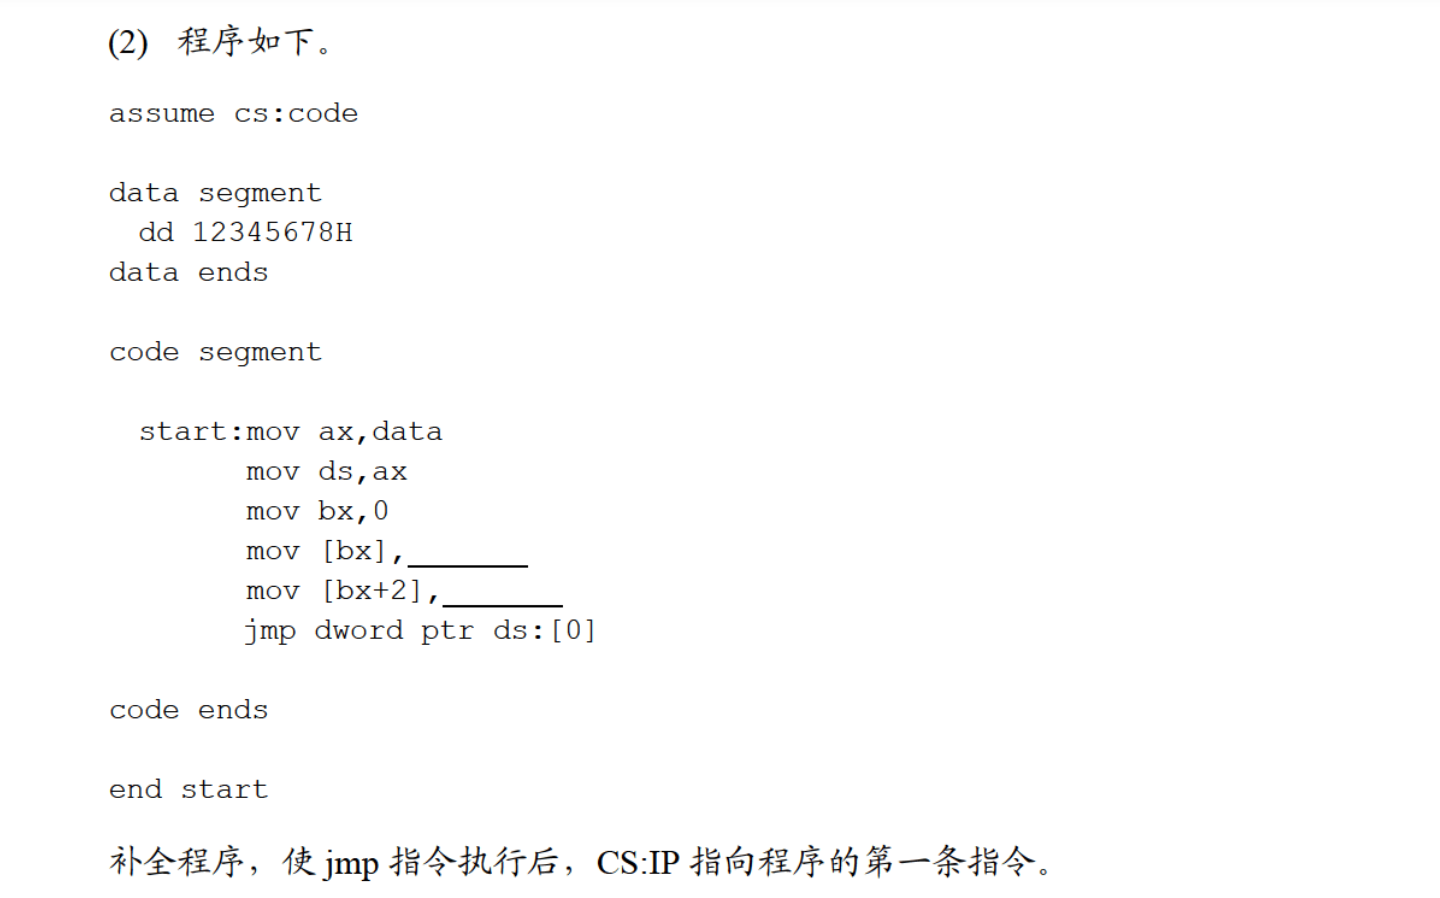 (2) 程序如下。
assume cs:code
data segment
dd 12345678H
data ends
code segment
start:mov ax,data
mov ds,ax
mov bx,0
mov [bx],_______
mov [bx+2],_______
jmp dword ptr ds:[0]
code ends
end start
补全程序，使 jmp 指令执行后，CS:IP 指向程序的第一条指令。